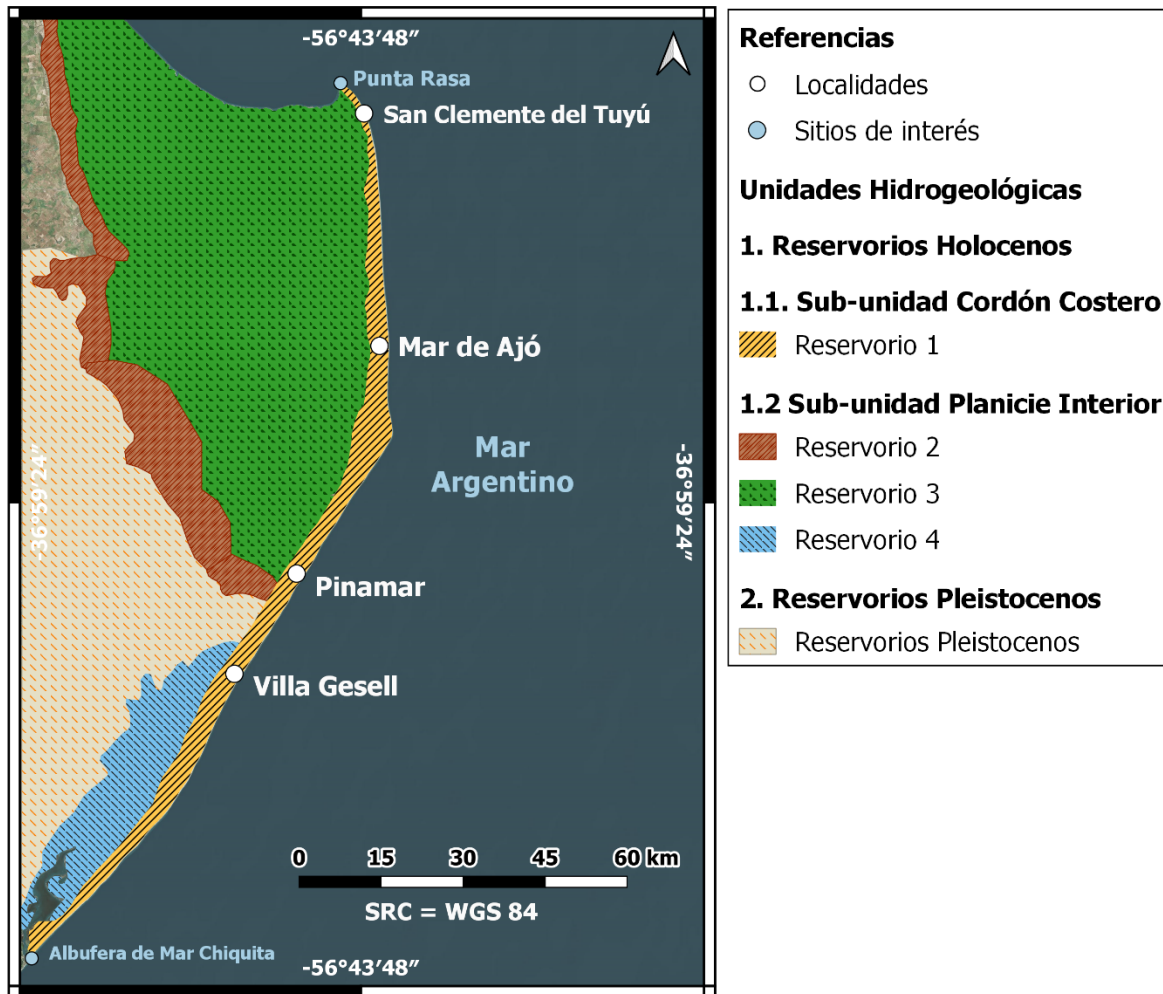 -56°43′48″
Punta Rasa
San Clemente del Tuyú
Mar de Ajó
Mar
Argentino
-36°59′24″
-36°59′24″
Pinamar
Villa Gesell
0 15 30 45 60 km
SRC = WGS 84
Albufera de Mar Chiquita
-56°43′48″
Referencias
Localidades
Sitios de interés
Unidades Hidrogeológicas
1. Reservorios Holocenos
1.1. Sub-unidad Cordón Costero
Reservorio 1
1.2 Sub-unidad Planicie Interior
Reservorio 2
Reservorio 3
Reservorio 4
2. Reservorios Pleistocenos
Reservorios Pleistocenos